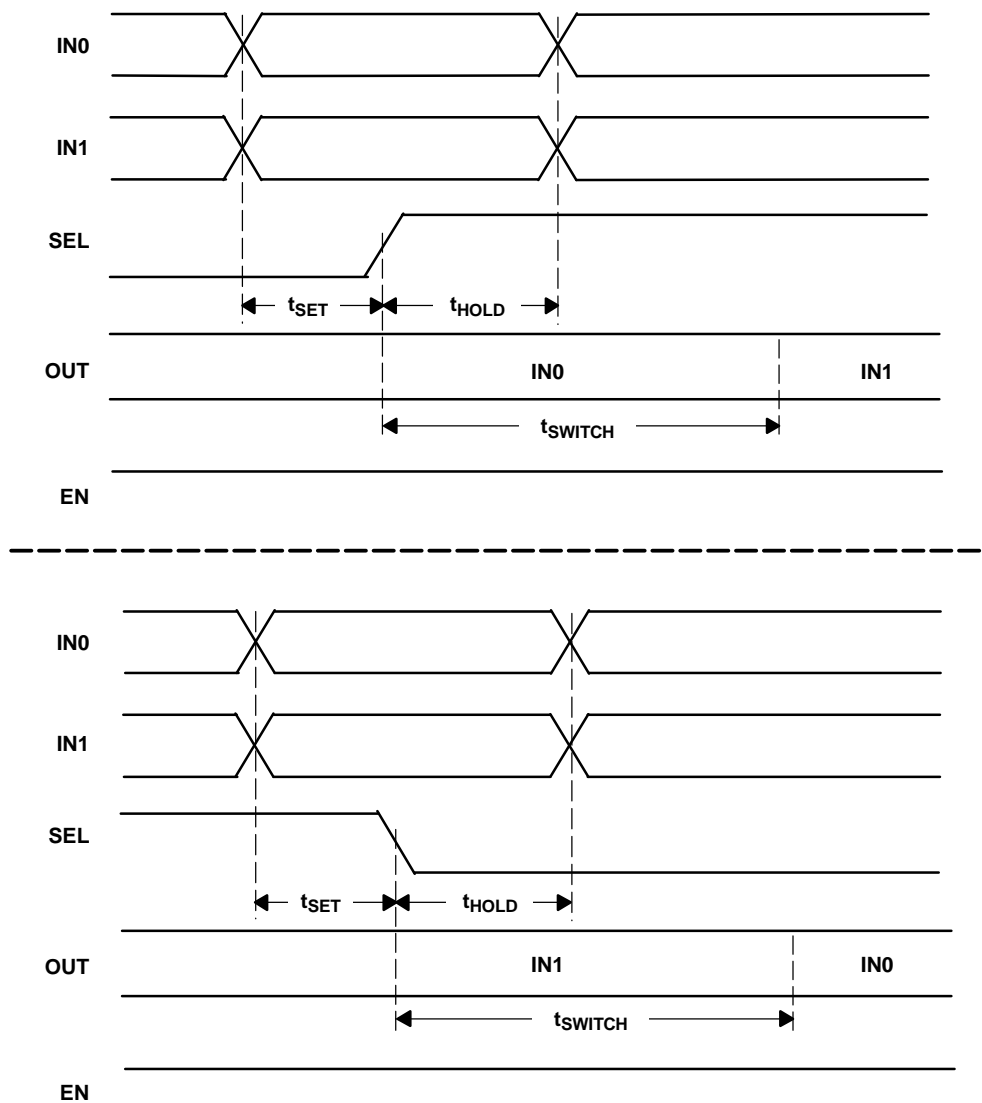 IN0
IN1
SEL
tSET
tHOLD
OUT
IN0
IN1
tSWITCH
EN
IN0
IN1
SEL
tSET
tHOLD
OUT
IN1
IN0
tSWITCH
EN